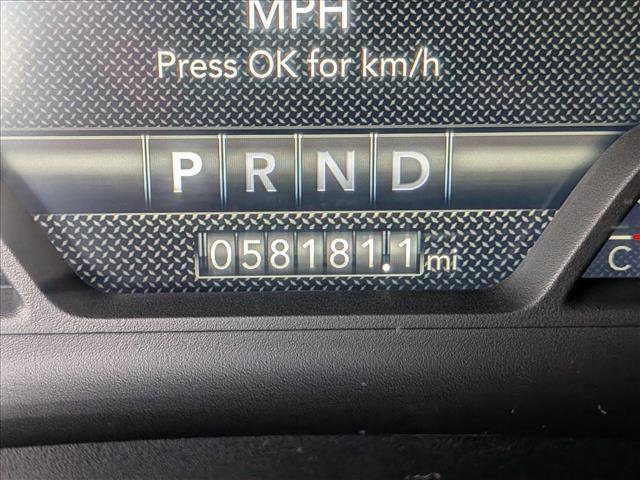 MPH
Press OK for km/h
P R N D
058181.1 mi
C